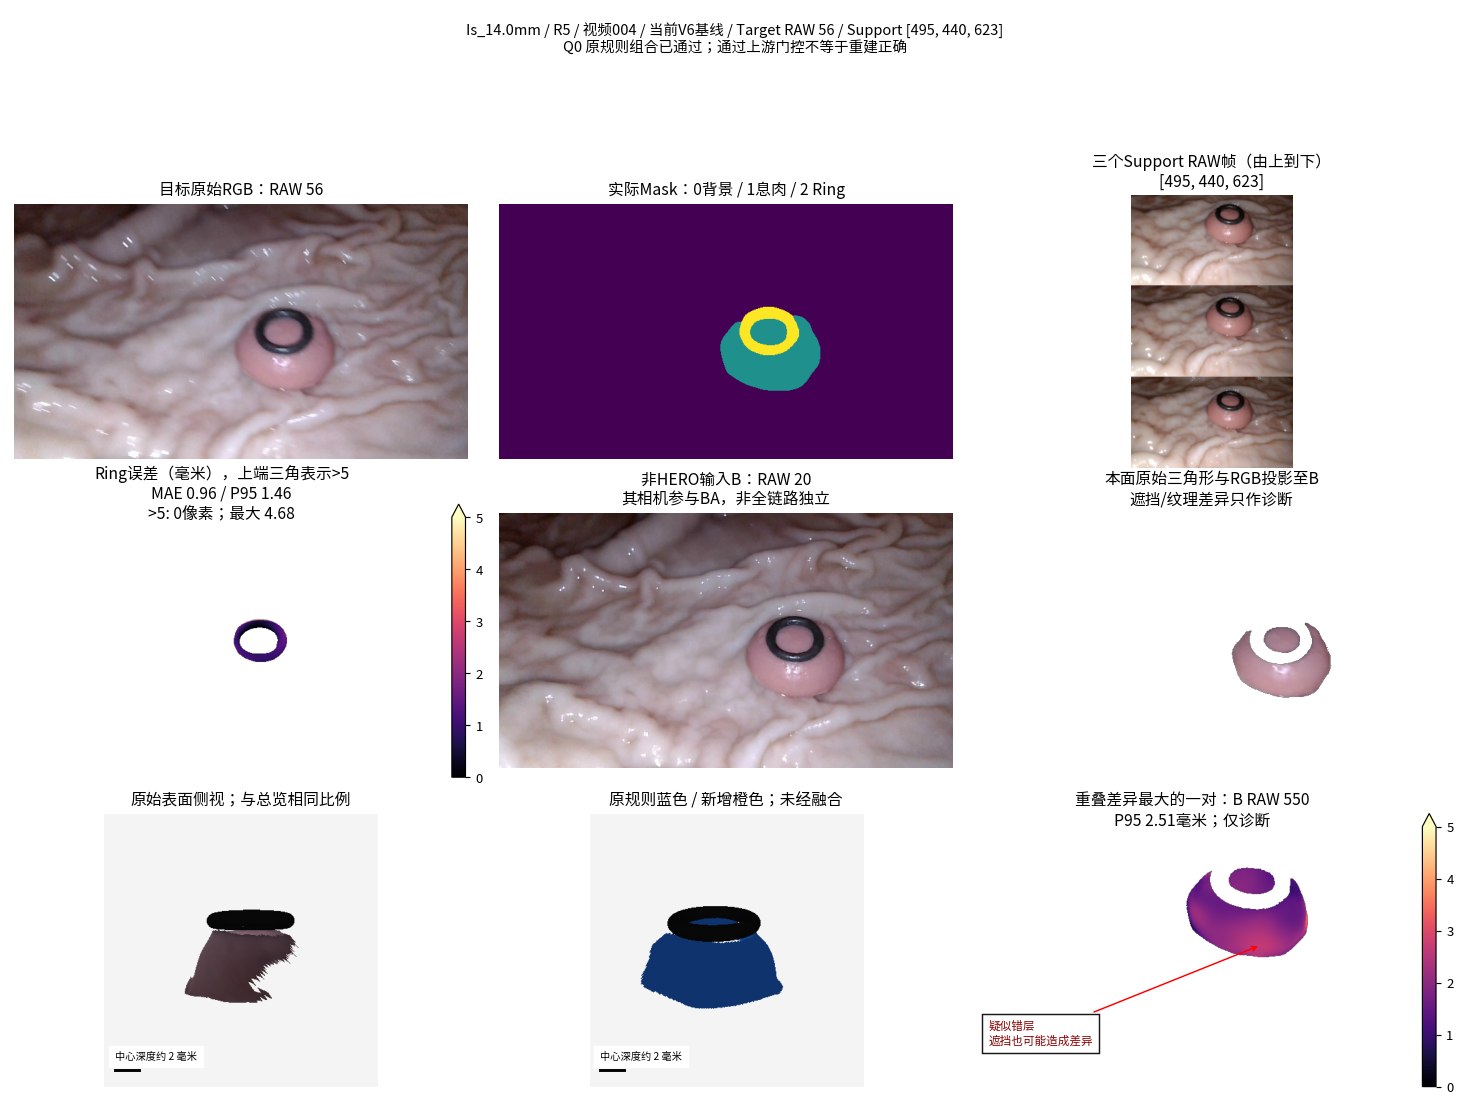 Is_14.0mm / R5 / 视频004 / 当前V6基线 / Target RAW 56 / Support [495, 440, 623]
Q0 原规则组合已通过；通过上游门控不等于重建正确
目标原始RGB：RAW 56
实际Mask：0背景 / 1息肉 / 2 Ring
三个Support RAW帧（由上到下）
[495, 440, 623]
Ring误差（毫米），上端三角表示>5
MAE 0.96 / P95 1.46
>5: 0像素；最大 4.68
5
4
3
2
1
0
非HERO输入B：RAW 20
其相机参与BA，非全链路独立
本面原始三角形与RGB投影至B
遮挡/纹理差异只作诊断
原始表面侧视；与总览相同比例
中心深度约 2 毫米
原规则蓝色 / 新增橙色；未经融合
中心深度约 2 毫米
重叠差异最大的一对：B RAW 550
P95 2.51毫米；仅诊断
疑似错层
遮挡也可能造成差异
5
4
3
2
1
0